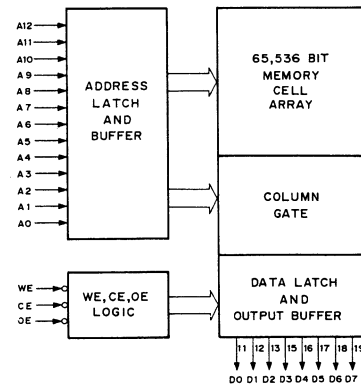 A12
A11
A10
A9
A8
A7
A6
A5
A4
A3
A2
A1
A0
ADDRESS
LATCH
AND
BUFFER
65,536 BIT
MEMORY
CELL
ARRAY
COLUMN
GATE
WE
CE
OE
WE,CE,OE
LOGIC
DATA LATCH
AND
OUTPUT BUFFER
11 12 13 15 16 17 18 19
D0 D1 D2 D3 D4 D5 D6 D7